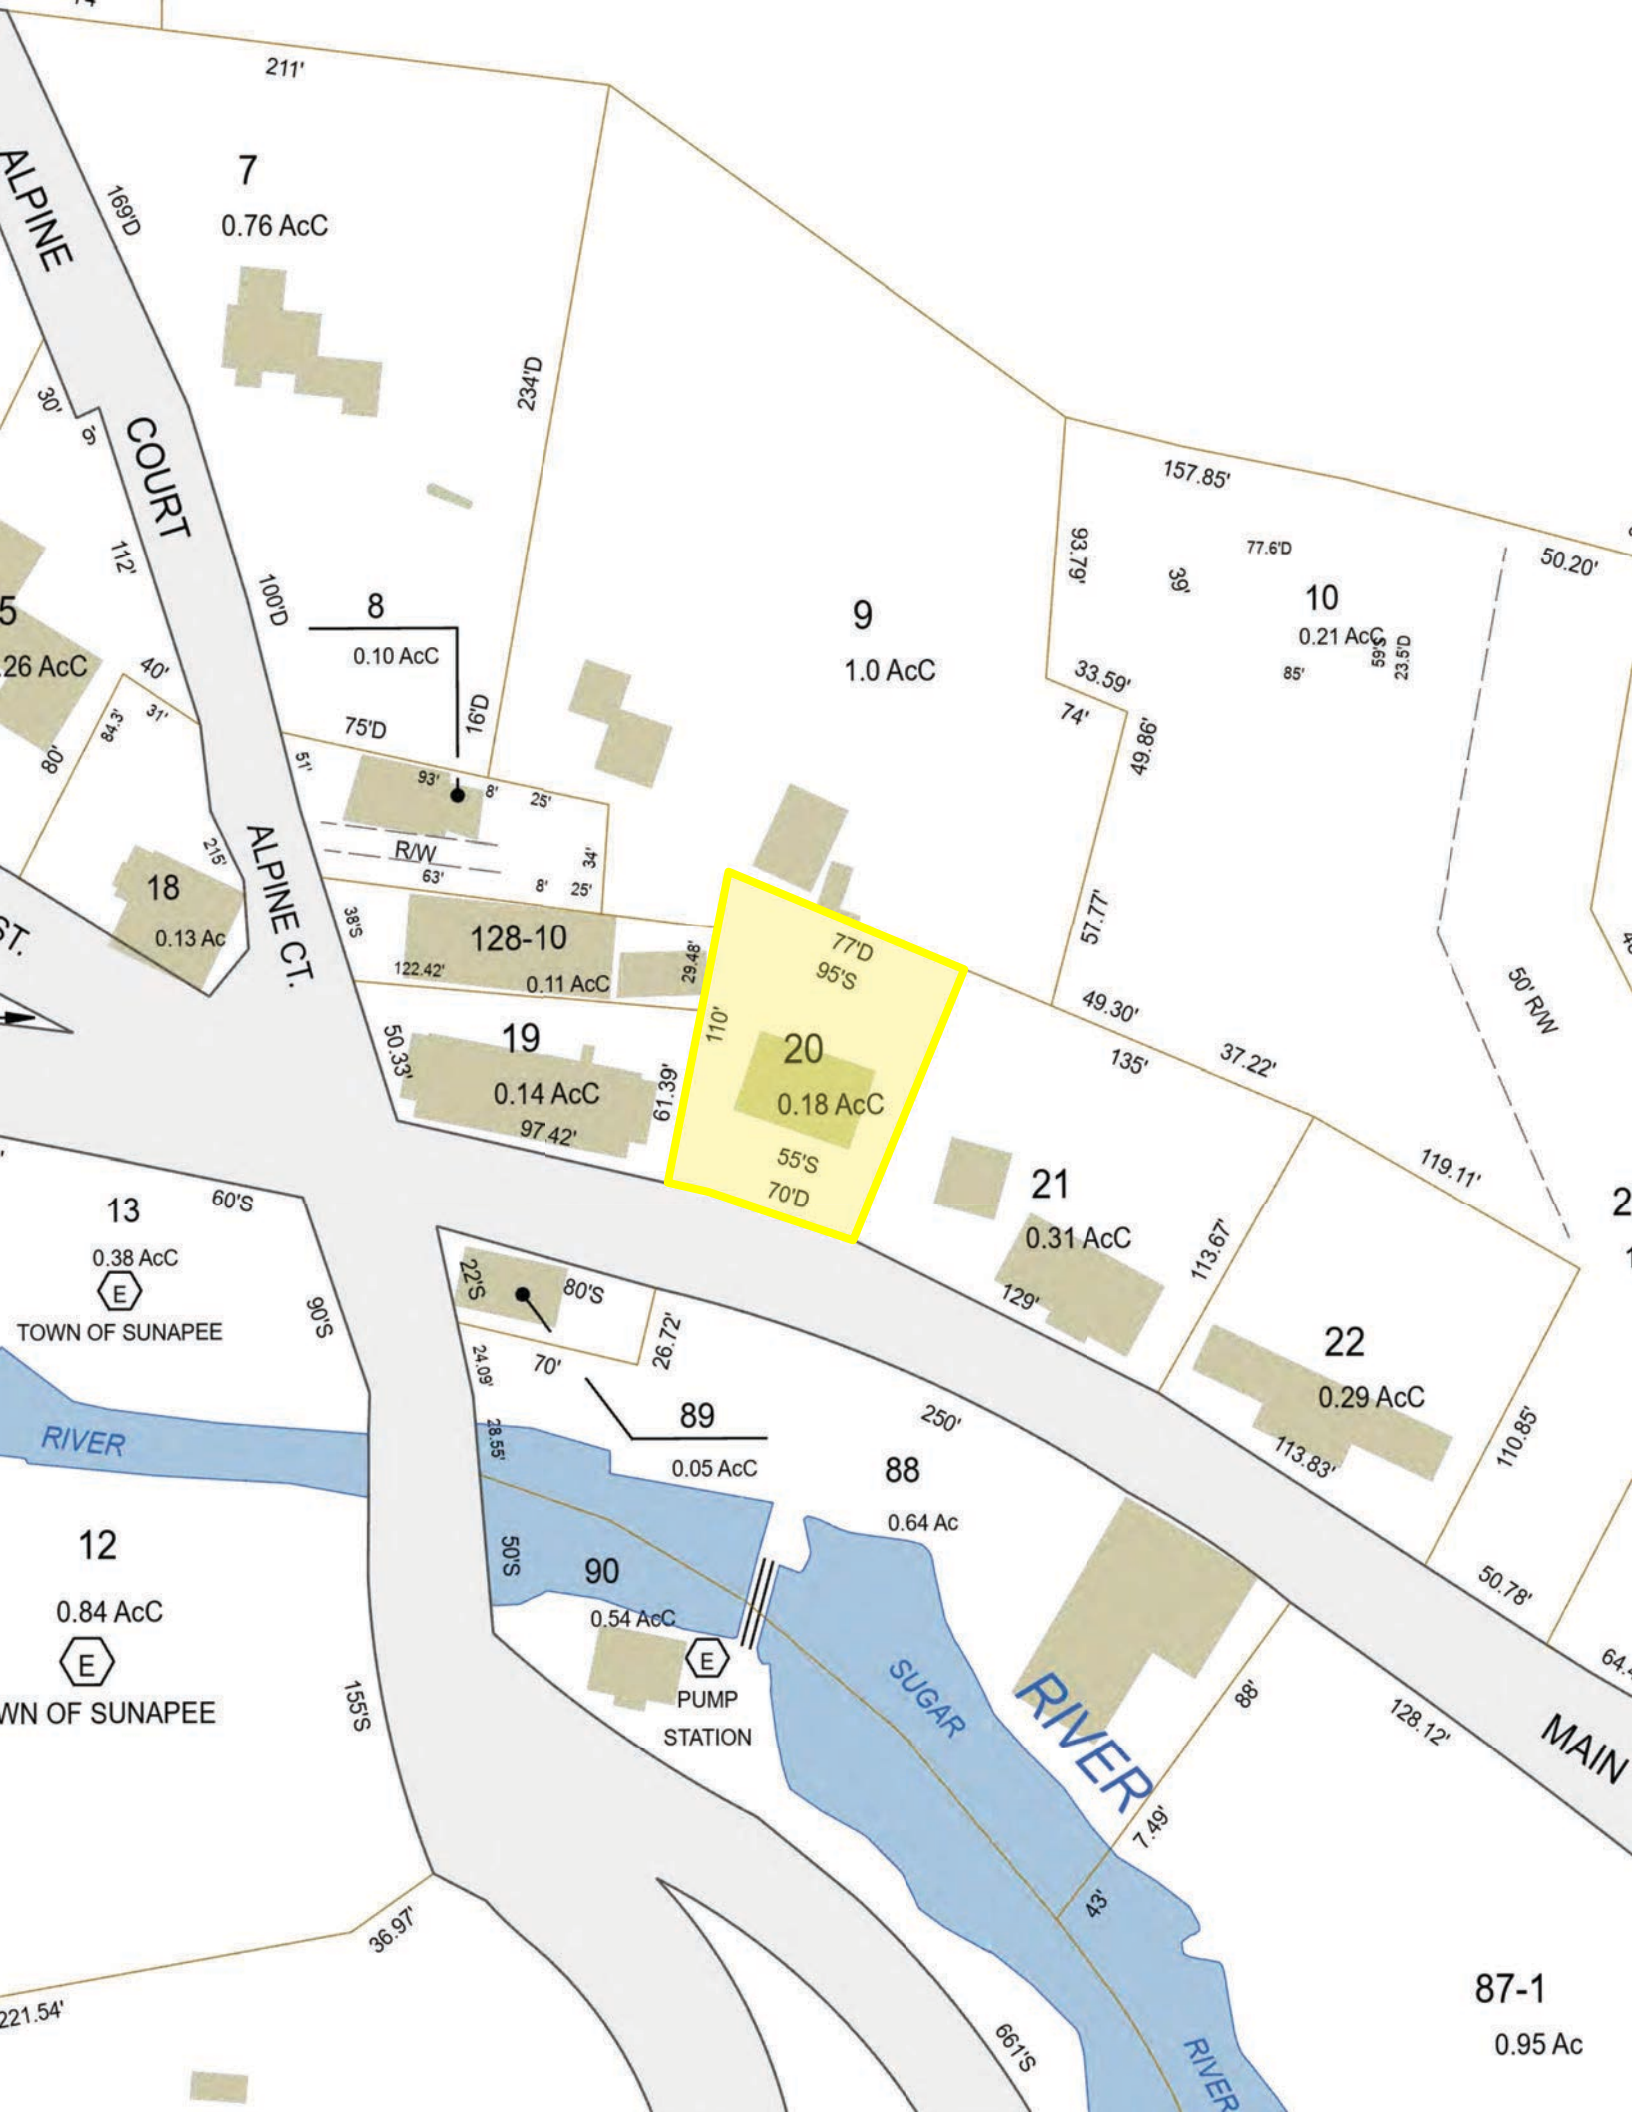 211'
ALPINE
169'D
7
0.76 AcC
234'D
30'
9'
COURT
112'
100'D
157.85'
93.79'
39'
77.6'D
50.20'
10
0.21 AcC
59'S
23.5'D
85'
8
0.10 AcC
16'D
9
1.0 AcC
33.59'
74'
49.86'
5
.26 AcC
40'
31'
84.3'
80'
75'D
51'
93'
8'
25'
R/W
63'
34'
8'
25'
215'
ALPINE CT.
18
0.13 Ac
ST.
38'S
128-10
0.11 AcC
122.42'
29.48'
77'D
95'S
57.77'
50' R/W
49.30'
135'
37.22'
110'
20
0.18 AcC
55'S
70'D
50.33'
19
0.14 AcC
97.42'
61.39'
21
0.31 AcC
129'
113.67'
119.11'
60'S
13
0.38 AcC
E
TOWN OF SUNAPEE
90'S
22'S
80'S
70'
26.72'
24.09'
22
0.29 AcC
113.83'
110.85'
89
0.05 AcC
250'
28.55'
RIVER
88
0.64 Ac
12
0.84 AcC
E
WN OF SUNAPEE
50'S
90
0.54 AcC
E
PUMP
STATION
50.78'
64.4
155'S
SUGAR
RIVER
88'
128.12'
MAIN
7.49'
43'
36.97'
221.54'
661'S
RIVER
87-1
0.95 Ac